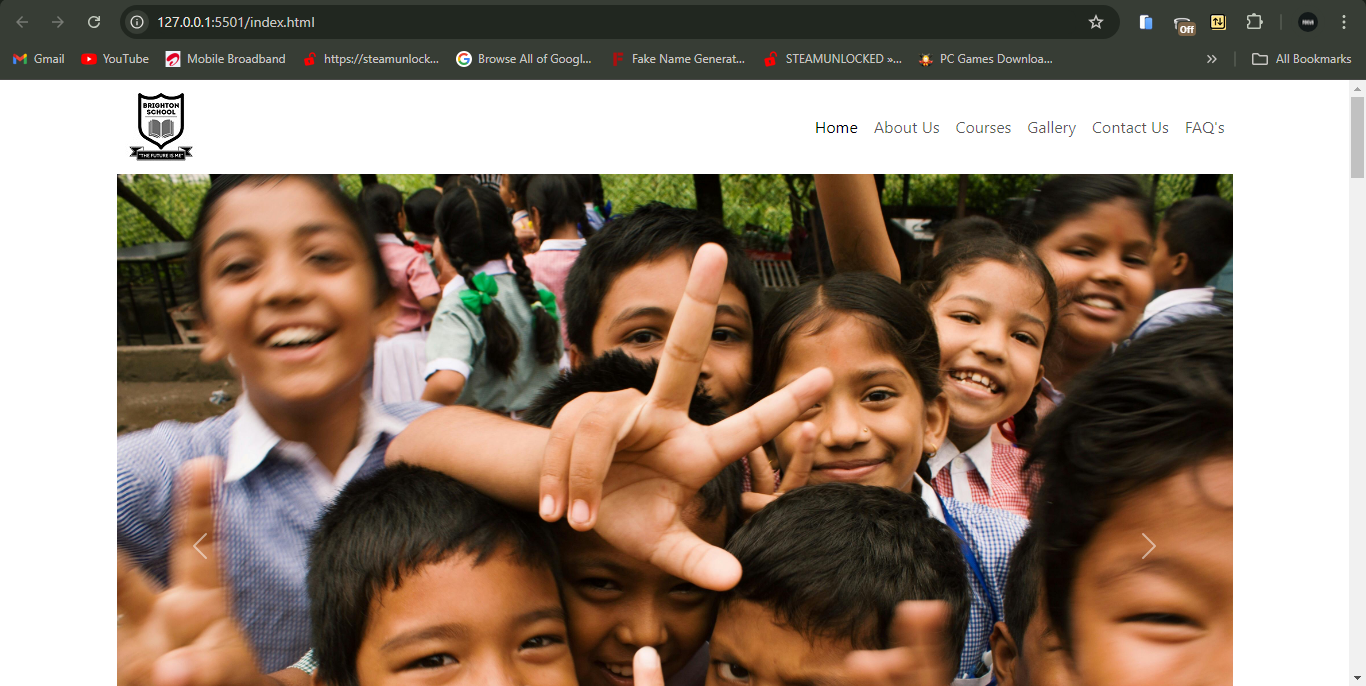 127.0.0.1:5501/index.html
Off
Gmail YouTube Mobile Broadband https://steamunlock... Browse All of Googl... Fake Name Generat... STEAMUNLOCKED »... PC Games Downloa... » All Bookmarks
BRIGHTON
SCHOOL
"THE FUTURE IS ME"
Home About Us Courses Gallery Contact Us FAQ's